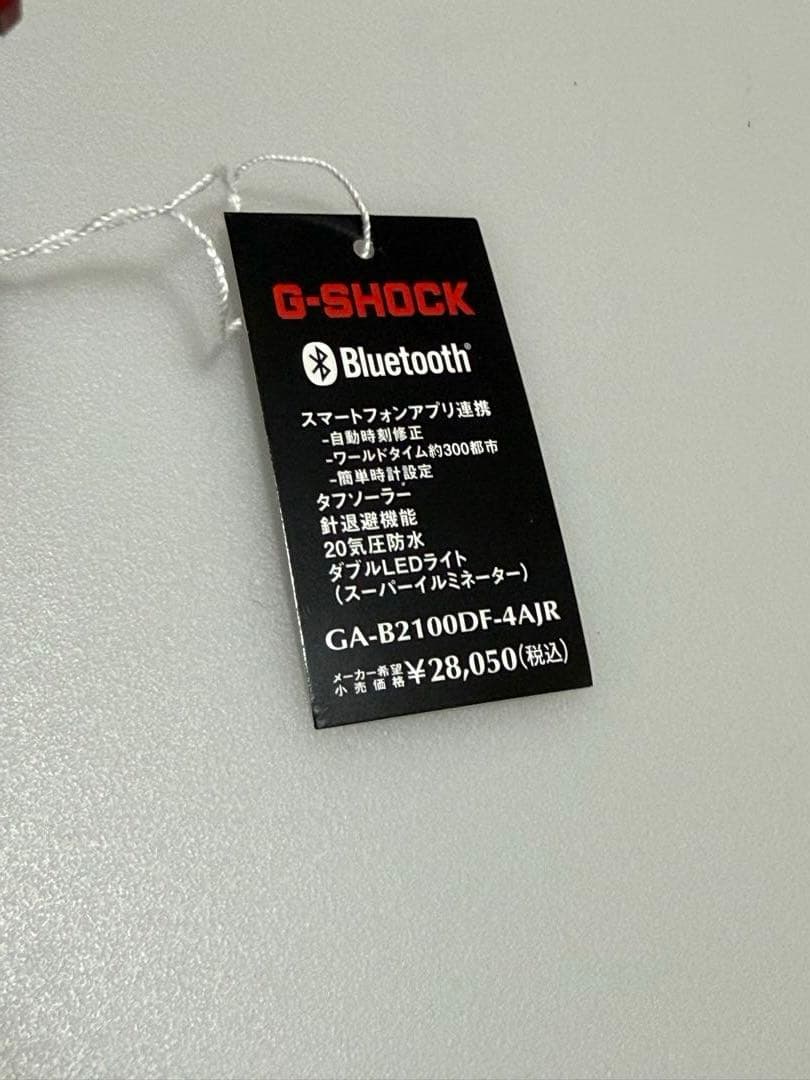 G-SHOCK
Bluetooth®
スマートフォンアプリ連携
-自動時刻修正
-ワールドタイム約300都市
-簡単時計設定
タフソーラー
針退避機能
20気圧防水
ダブルLEDライト
(スーパーイルミネーター)
GA-B2100DF-4AJR
メーカー希望
小売価格 ¥28,050(税込)